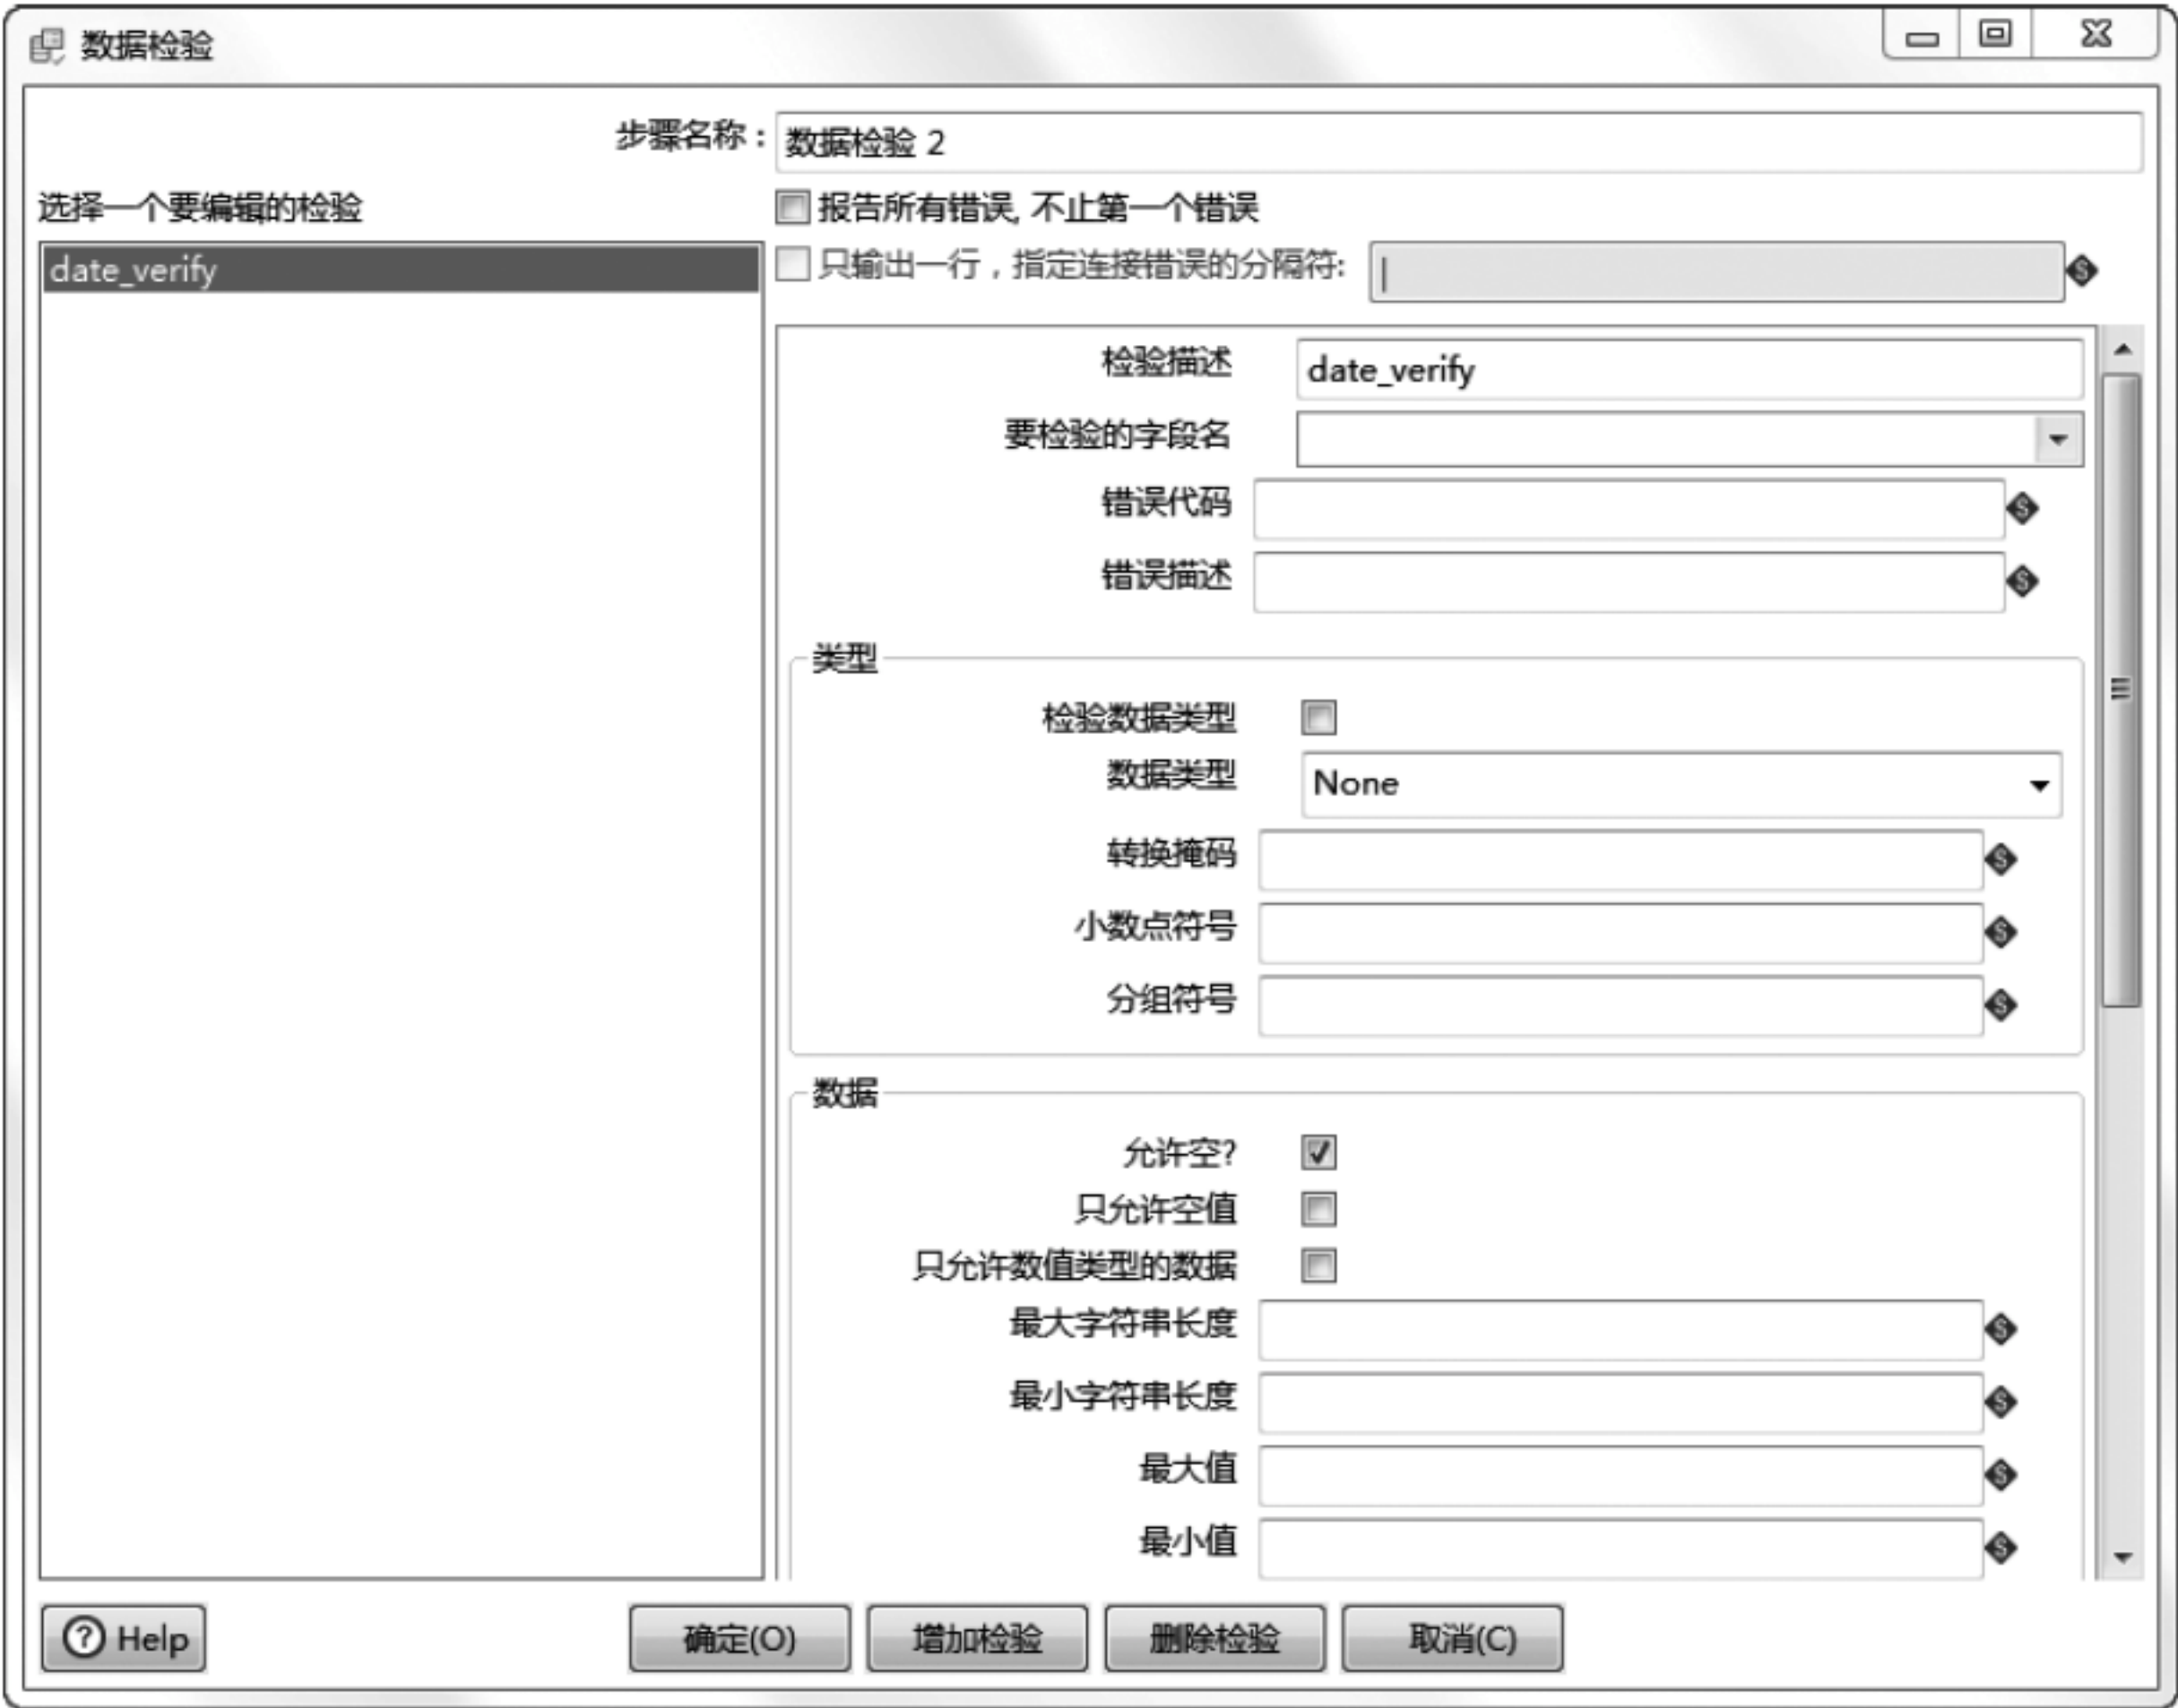 数据检验
步骤名称： 数据检验 2
选择一个要编辑的检验
报告所有错误, 不止第一个错误
date_verify
只输出一行，指定连接错误的分隔符: |
检验描述 date_verify
要检验的字段名
错误代码
错误描述
类型
检验数据类型
数据类型 None
转换掩码
小数点符号
分组符号
数据
允许空?
只允许空值
只允许数值类型的数据
最大字符串长度
最小字符串长度
最大值
最小值
Help 确定(O) 增加检验 删除检验 取消(C)